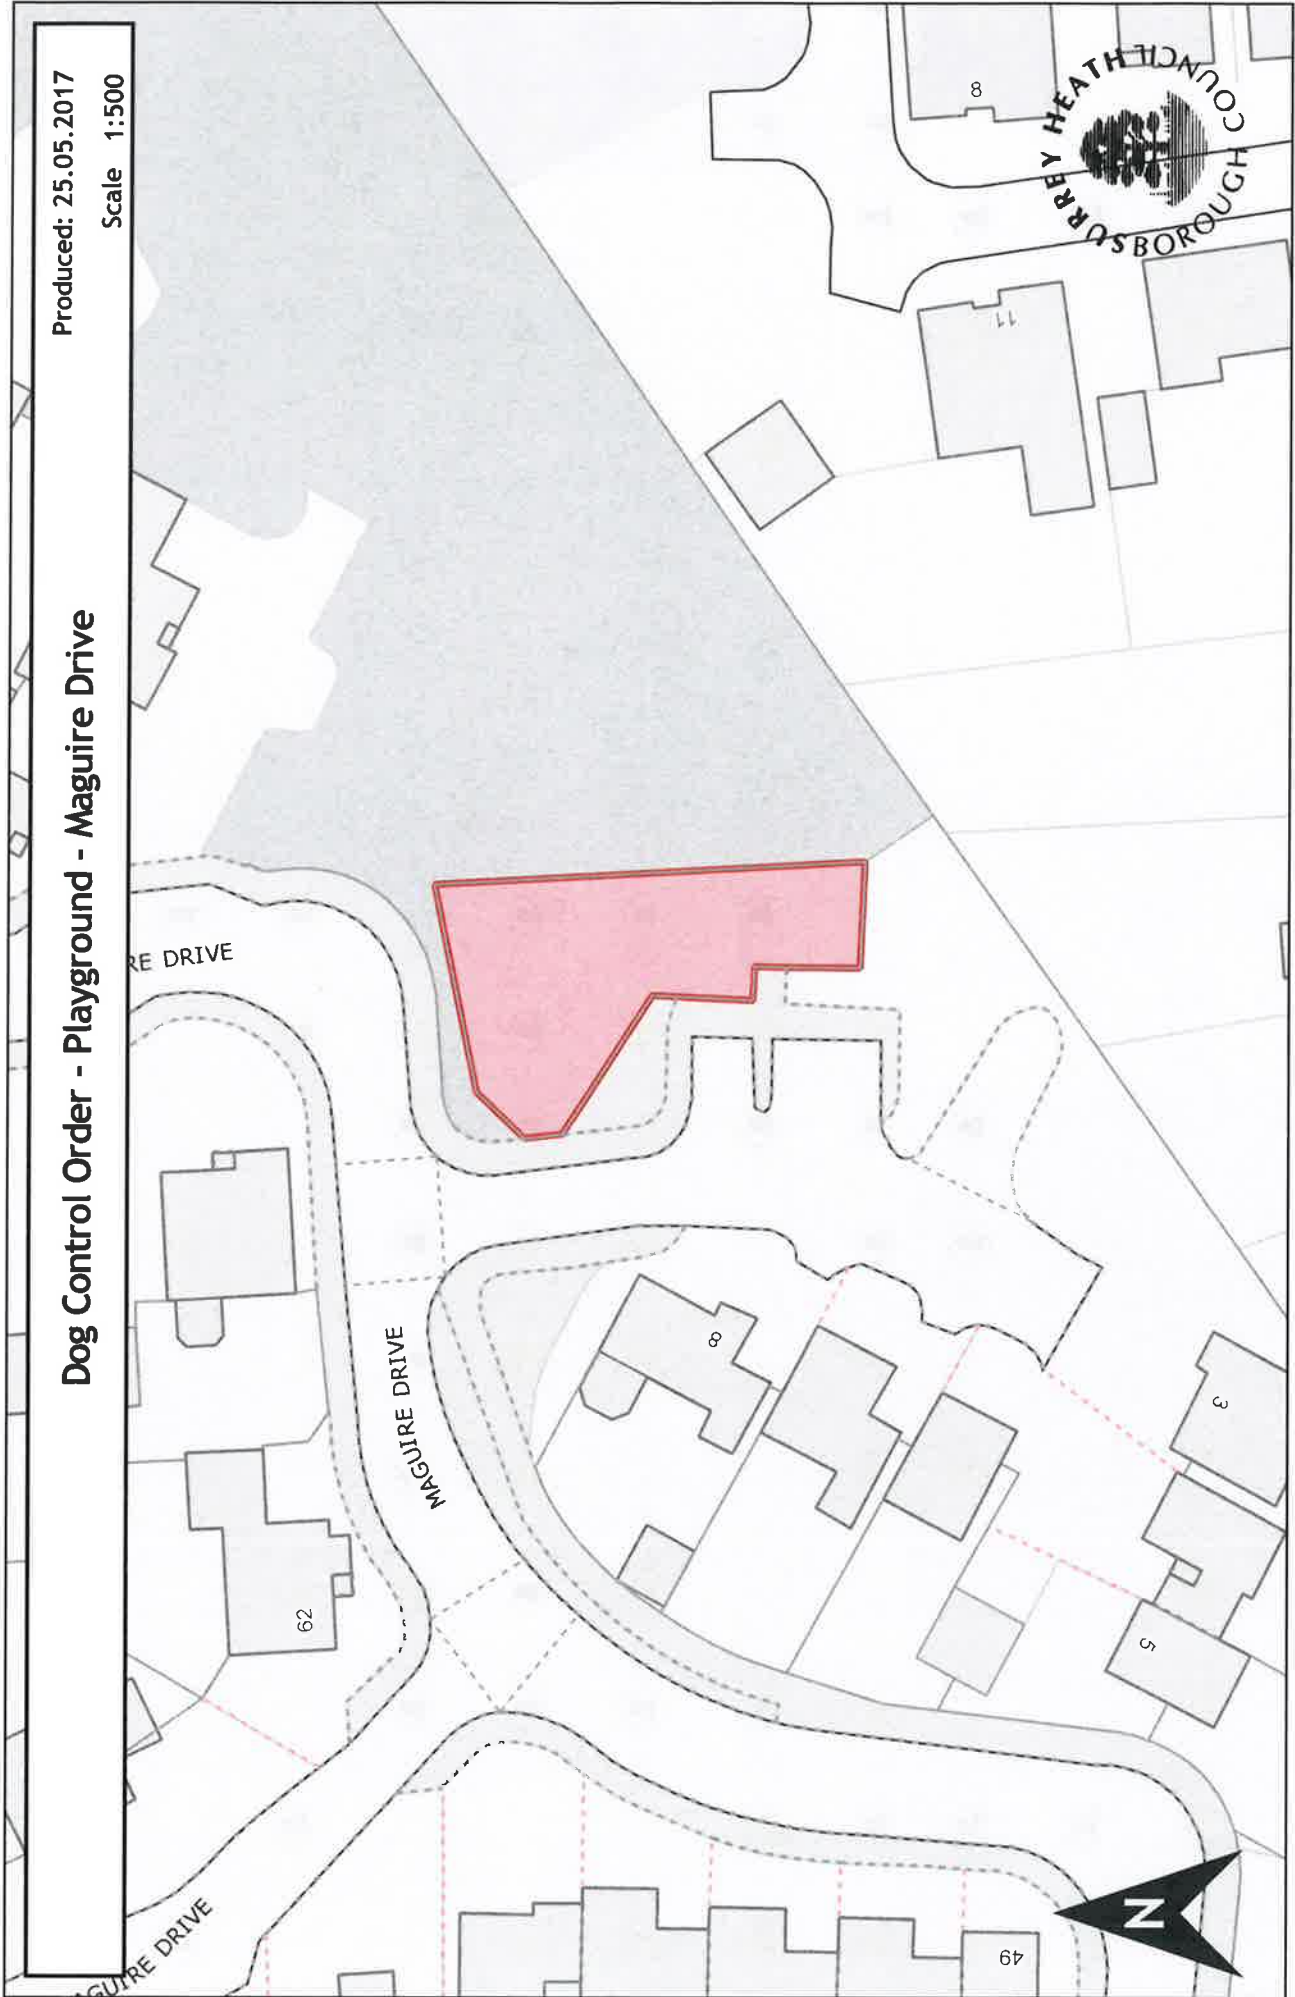 Dog Control Order - Playground - Maguire Drive
Produced: 25.05.2017
Scale 1:500
SURREY HEATH
BOROUGH COUNCIL
RE DRIVE
MAGUIRE DRIVE
AGUIRE DRIVE
8
11
8
3
5
62
49
N